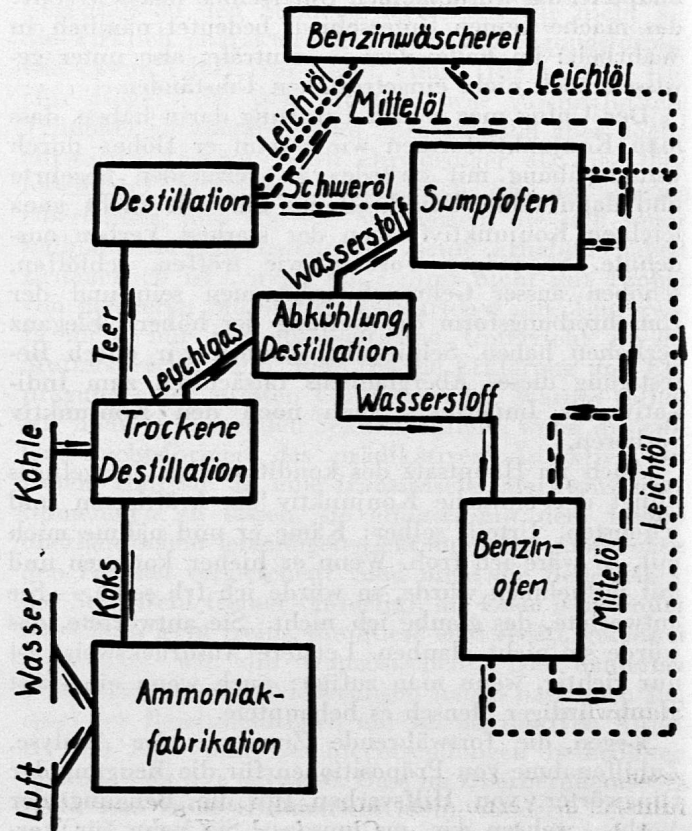 Benzinwäscherei
Leichtöl
Leichtöl
Mittelöl
Destillation
Schweröl
Sumpfofen
Wasserstoff
Teer
Leuchtgas
Abkühlung,
Destillation
Wasserstoff
Kohle
Trockene
Destillation
Leichtöl
Koks
Benzin-
ofen
Mittelöl
Wasser
Ammoniak-
fabrikation
Luft